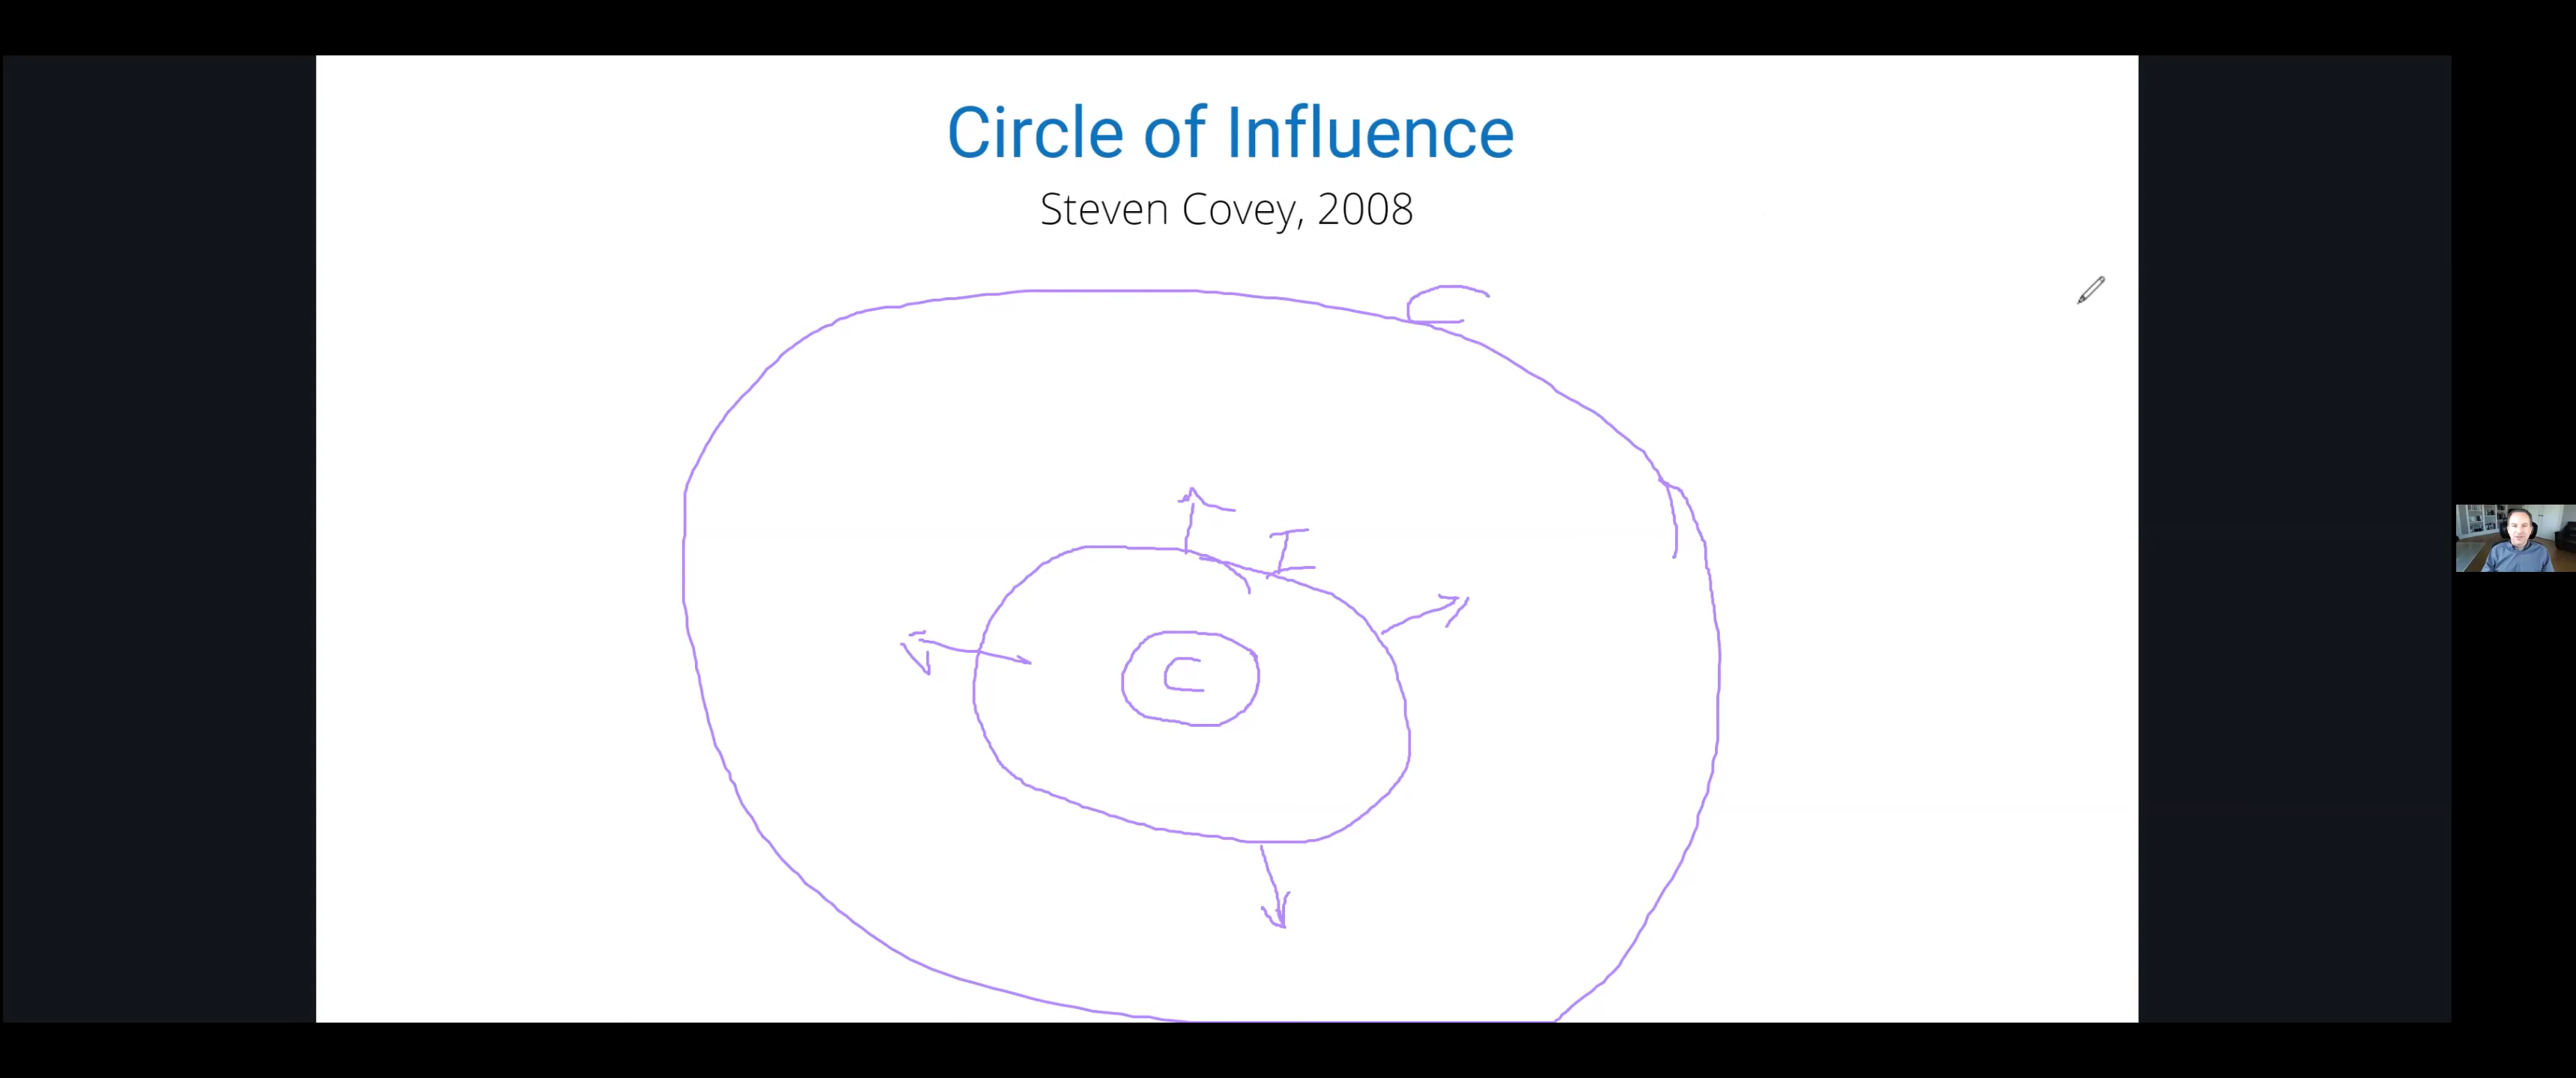 Circle of Influence
Steven Covey, 2008
C
I
C